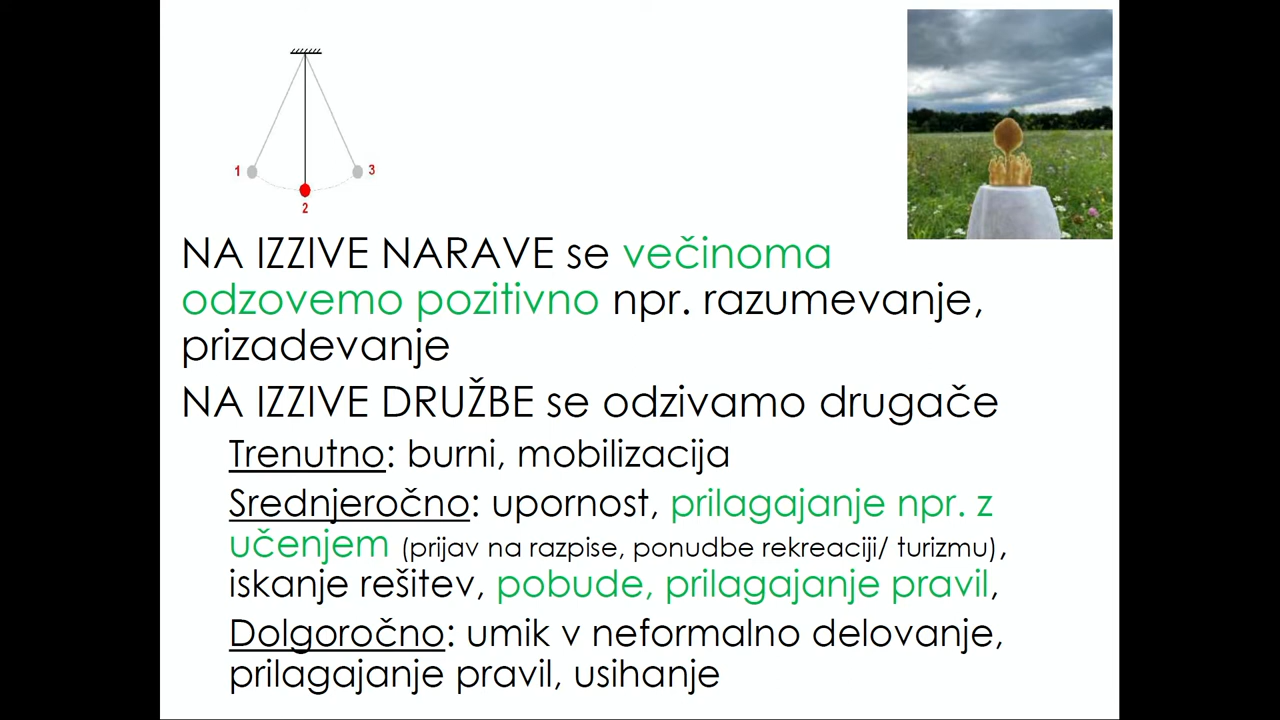 1
3
2
NA IZZIVE NARAVE se večinoma
odzovemo pozitivno npr. razumevanje,
prizadevanje
NA IZZIVE DRUŽBE se odzivamo drugače
Trenutno: burni, mobilizacija
Srednjeročno: upornost, prilagajanje npr. z
učenjem (prijav na razpise, ponudbe rekreaciji/ turizmu),
iskanje rešitev, pobude, prilagajanje pravil,
Dolgoročno: umik v neformalno delovanje,
prilagajanje pravil, usihanje